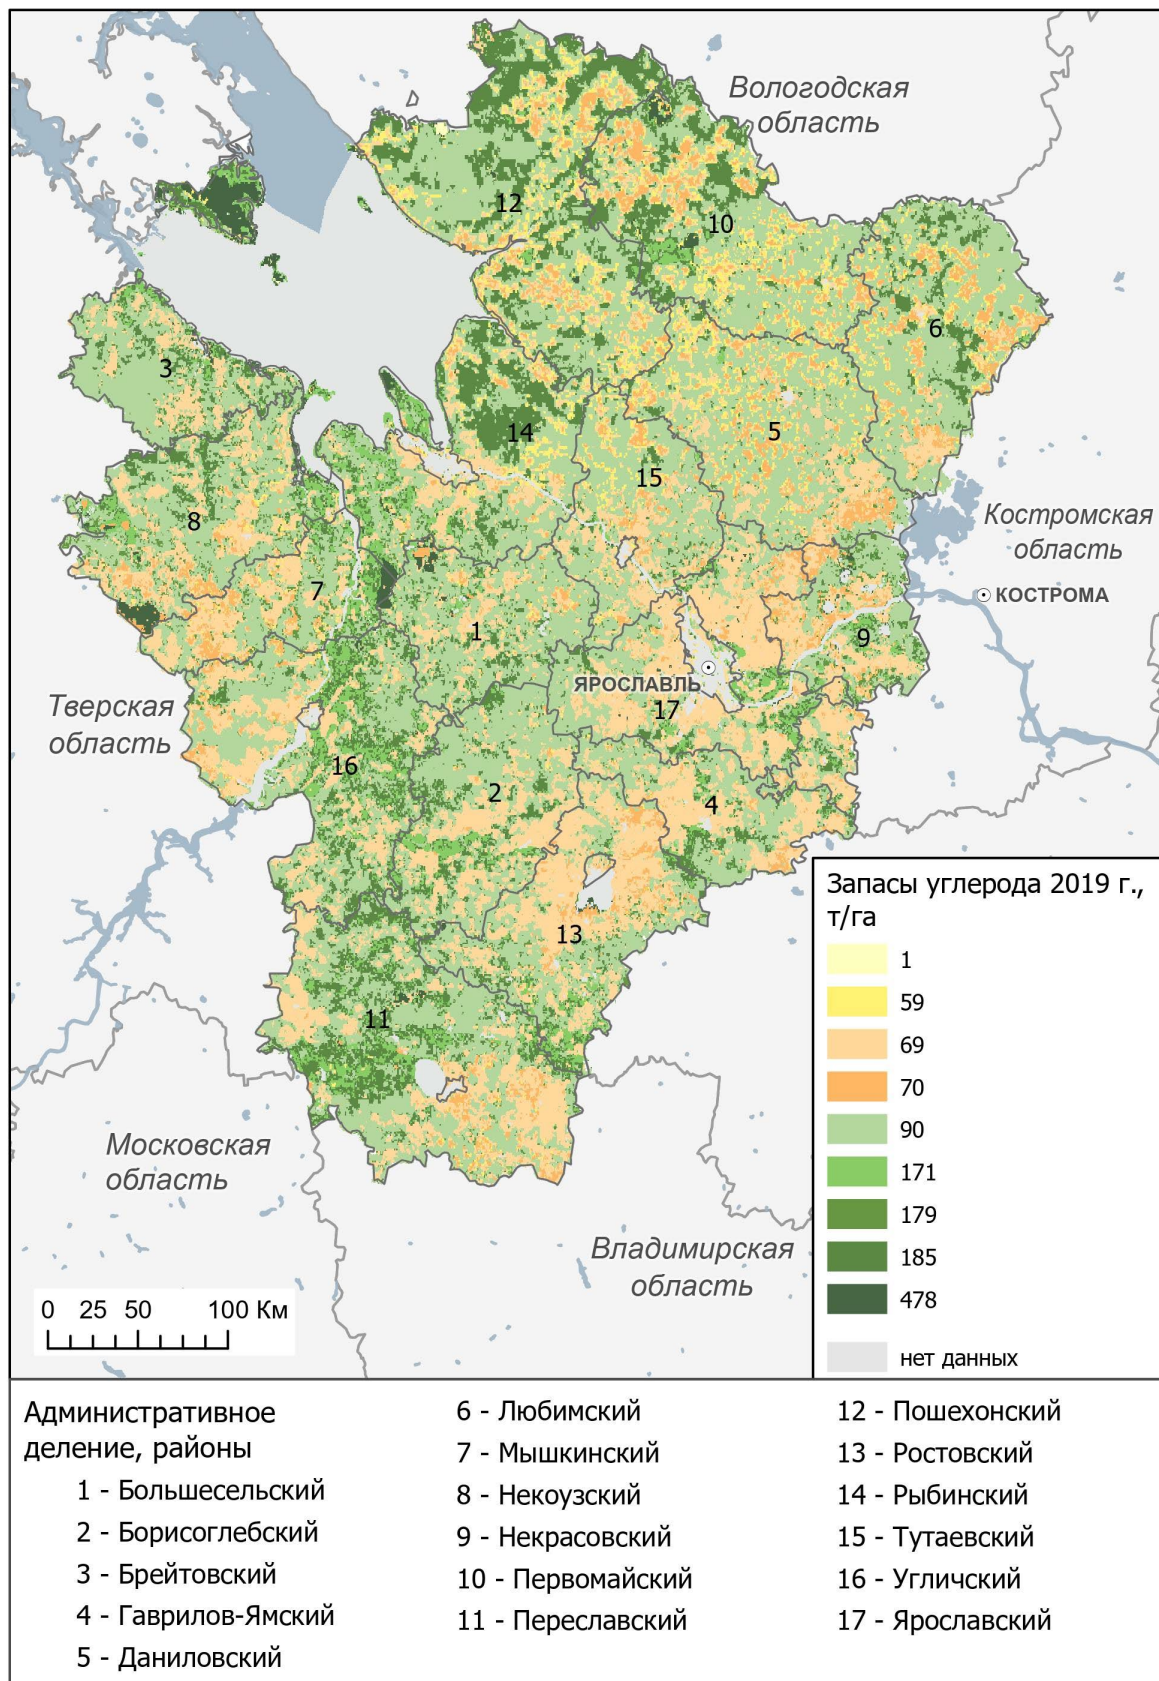 Вологодская
область
12
10
6
3
14
5
15
8
Костромская
область
КОСТРОМА
7
1
9
ЯРОСЛАВЛЬ
17
Тверская
область
16
2
4
13
11
Московская
область
Владимирская
область
0 25 50 100 Км
Запасы углерода 2019 г.,
т/га
1
59
69
70
90
171
179
185
478
нет данных
Административное
деление, районы
1 - Большесельский
2 - Борисоглебский
3 - Брейтовский
4 - Гаврилов-Ямский
5 - Даниловский
6 - Любимский
7 - Мышкинский
8 - Некоузский
9 - Некрасовский
10 - Первомайский
11 - Переславский
12 - Пошехонский
13 - Ростовский
14 - Рыбинский
15 - Тутаевский
16 - Угличский
17 - Ярославский